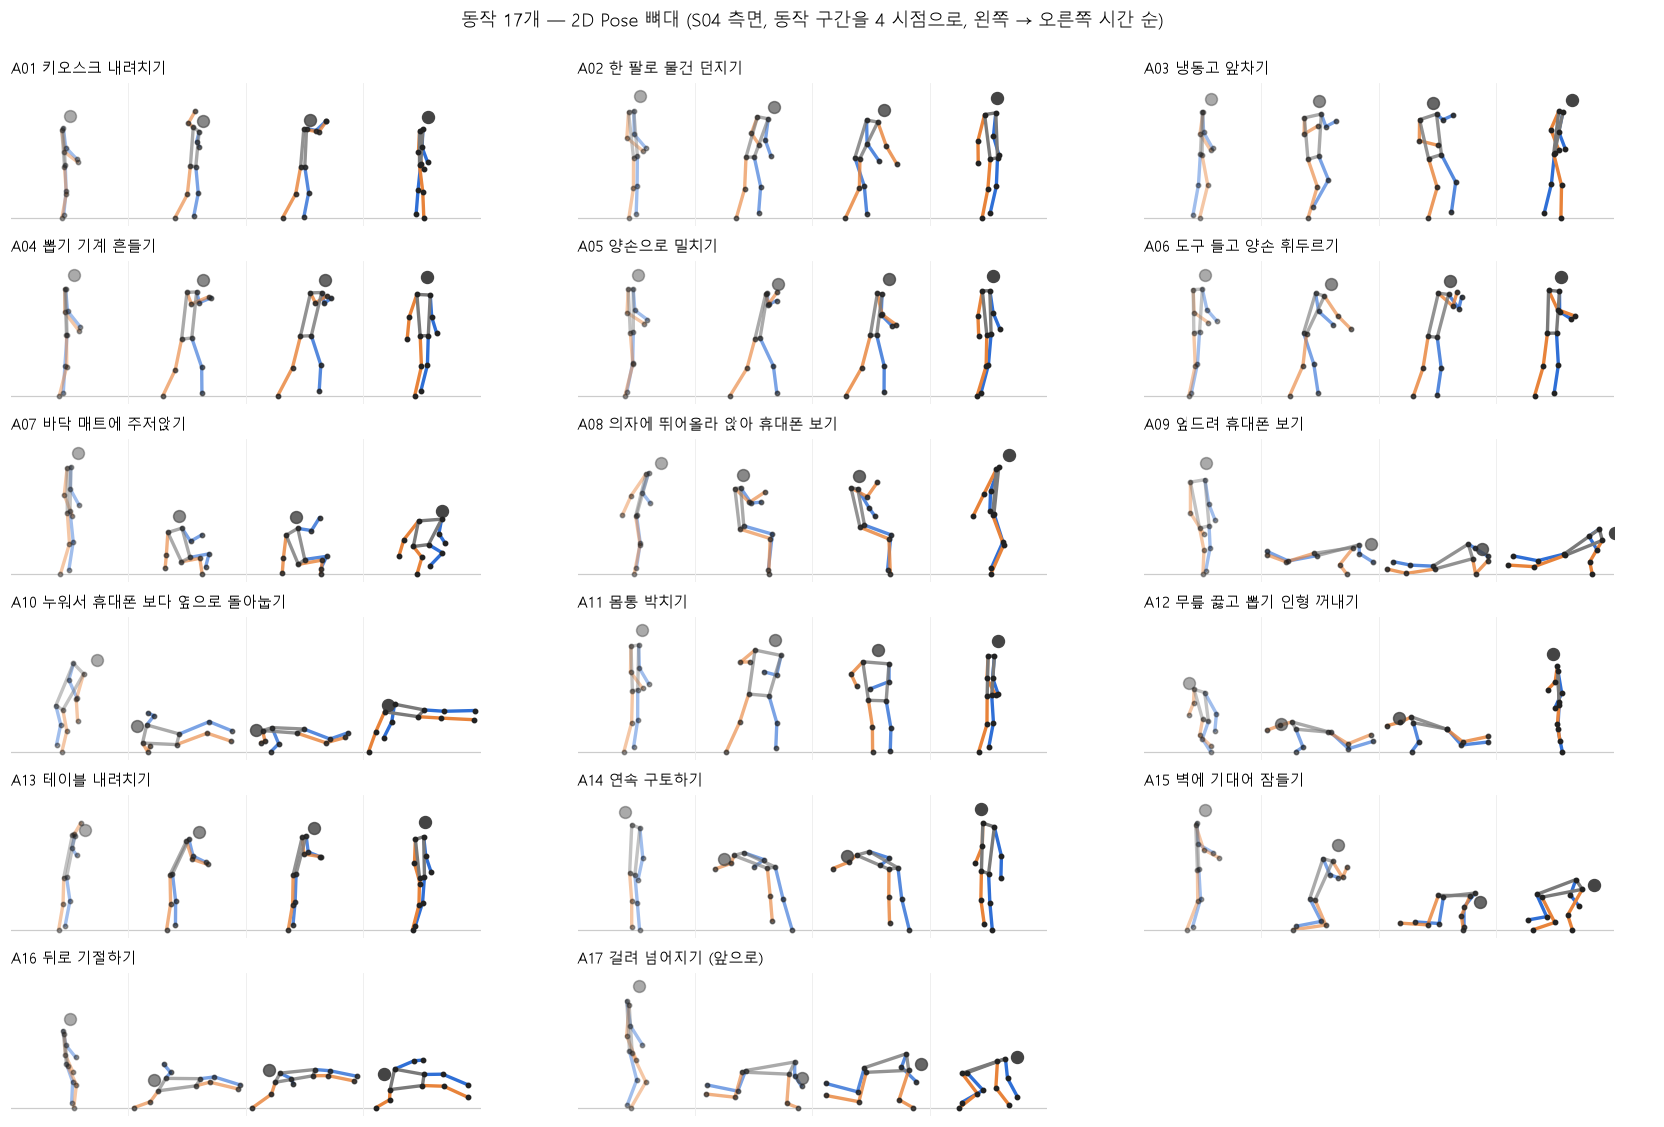 동작 17개 — 2D Pose 뼈대 (S04 측면, 동작 구간을 4 시점으로, 왼쪽 → 오른쪽 시간 순)
A01 키오스크 내려치기
A02 한 팔로 물건 던지기
A03 냉동고 앞차기
A04 뽑기 기계 흔들기
A05 양손으로 밀치기
A06 도구 들고 양손 휘두르기
A07 바닥 매트에 주저앉기
A08 의자에 뛰어올라 앉아 휴대폰 보기
A09 엎드려 휴대폰 보기
A10 누워서 휴대폰 보다 옆으로 돌아눕기
A11 몸통 박치기
A12 무릎 꿇고 뽑기 인형 꺼내기
A13 테이블 내려치기
A14 연속 구토하기
A15 벽에 기대어 잠들기
A16 뒤로 기절하기
A17 걸려 넘어지기 (앞으로)